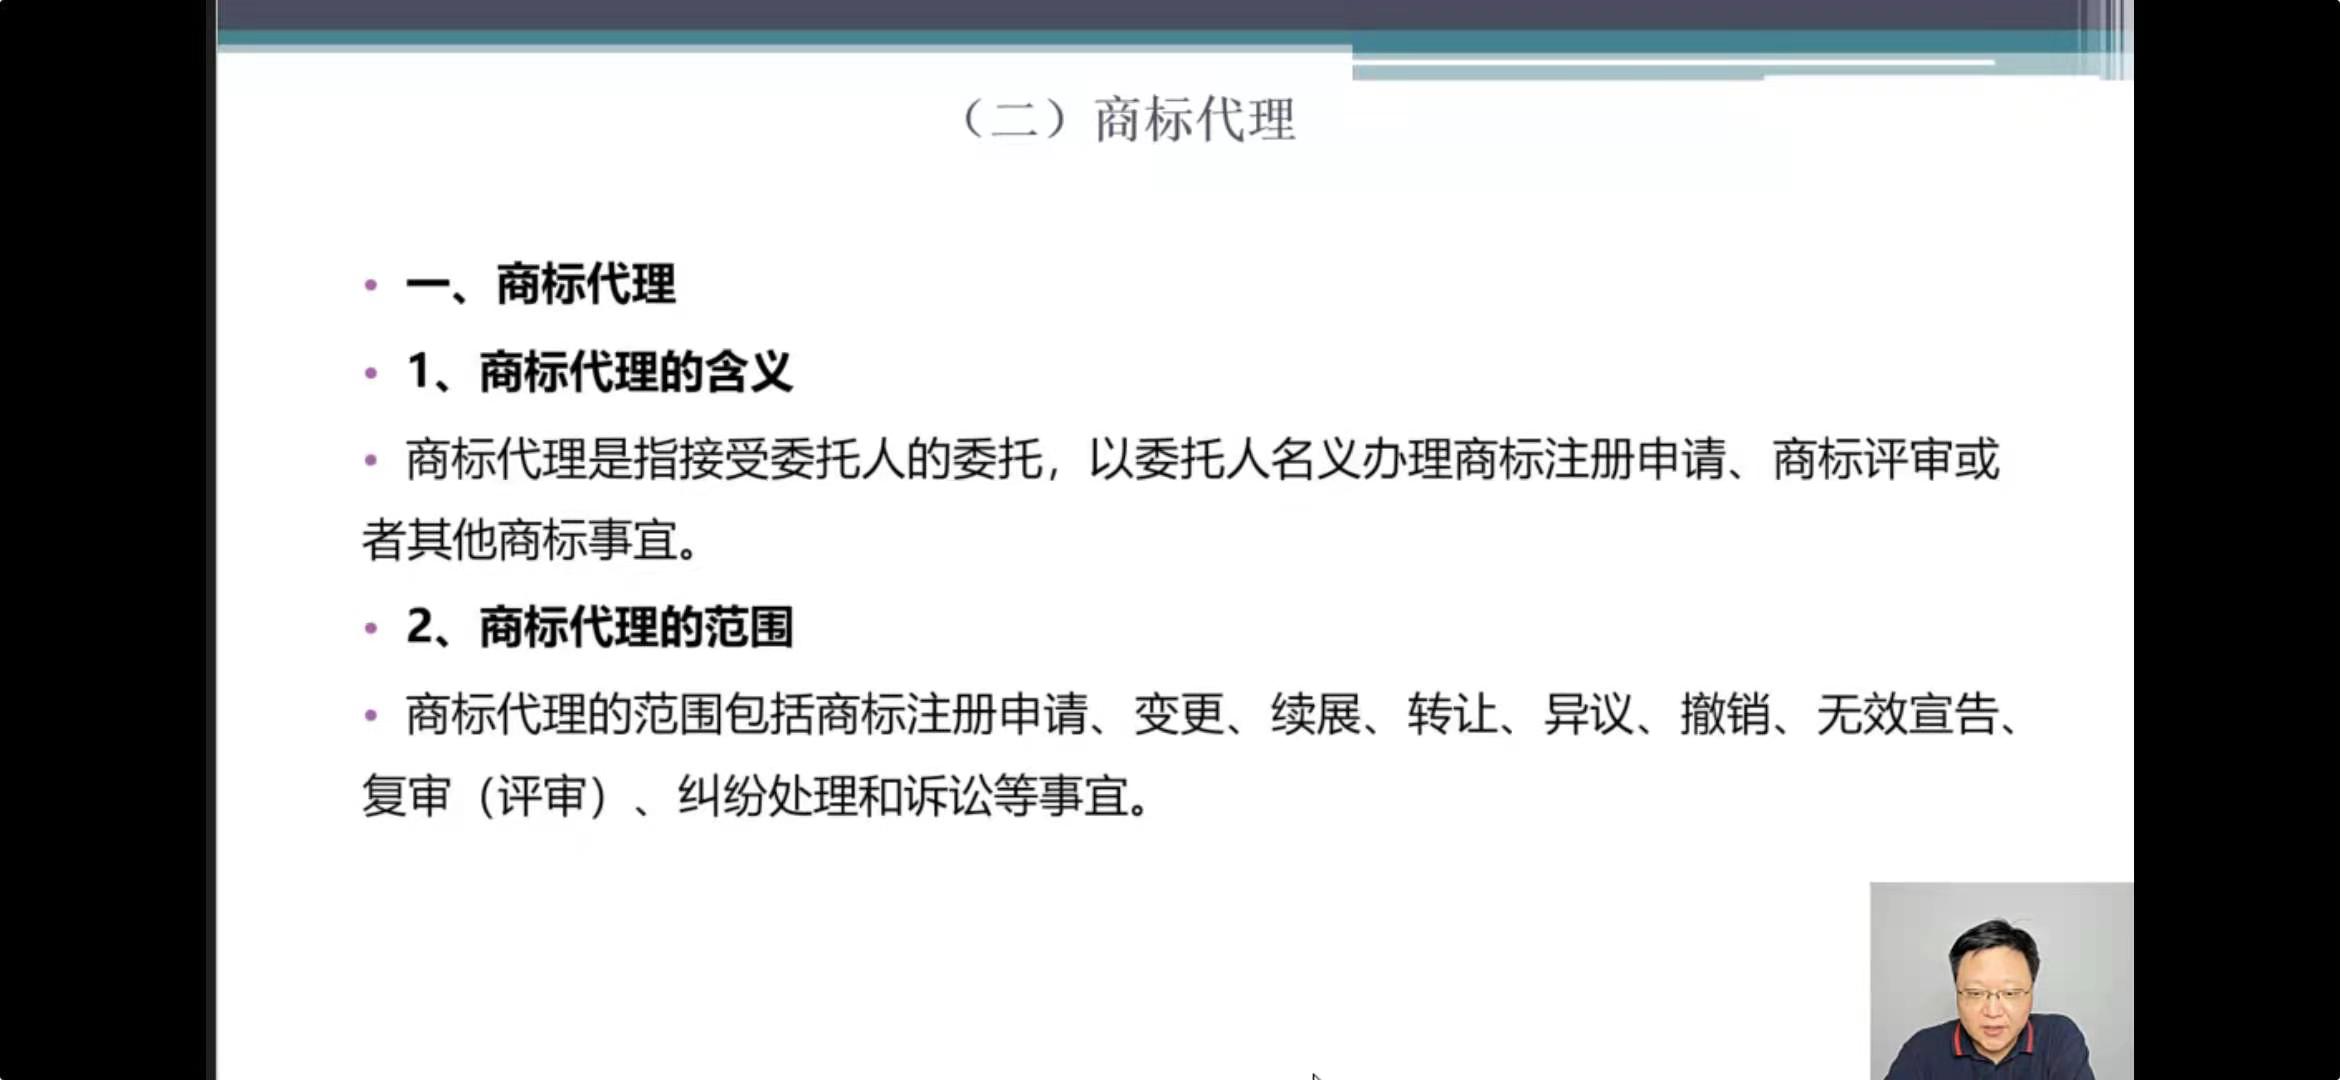 （二）商标代理
• 一、商标代理
• 1、商标代理的含义
• 商标代理是指接受委托人的委托，以委托人名义办理商标注册申请、商标评审或
者其他商标事宜。
• 2、商标代理的范围
• 商标代理的范围包括商标注册申请、变更、续展、转让、异议、撤销、无效宣告、
复审（评审）、纠纷处理和诉讼等事宜。